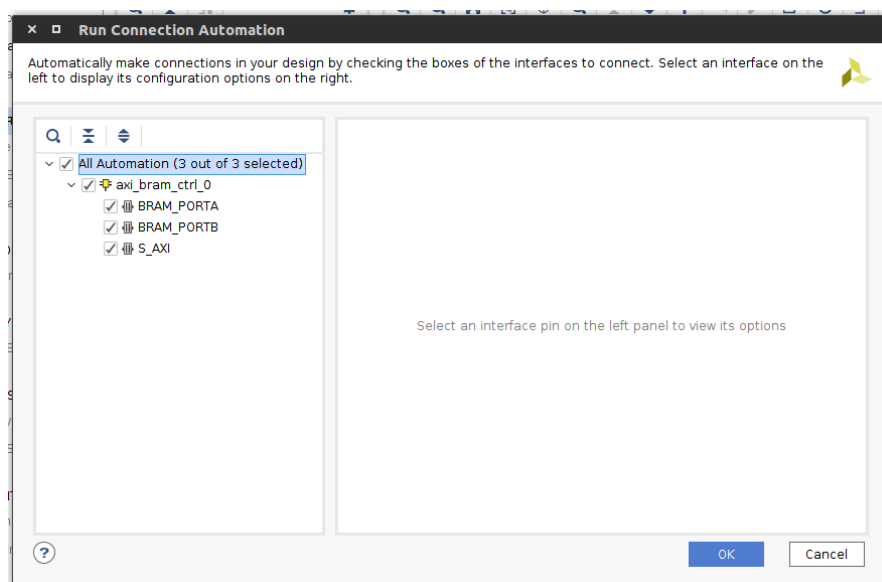 Run Connection Automation
Automatically make connections in your design by checking the boxes of the interfaces to connect. Select an interface on the
left to display its configuration options on the right.
All Automation (3 out of 3 selected)
axi_bram_ctrl_0
BRAM_PORTA
BRAM_PORTB
S_AXI
Select an interface pin on the left panel to view its options
?
OK
Cancel